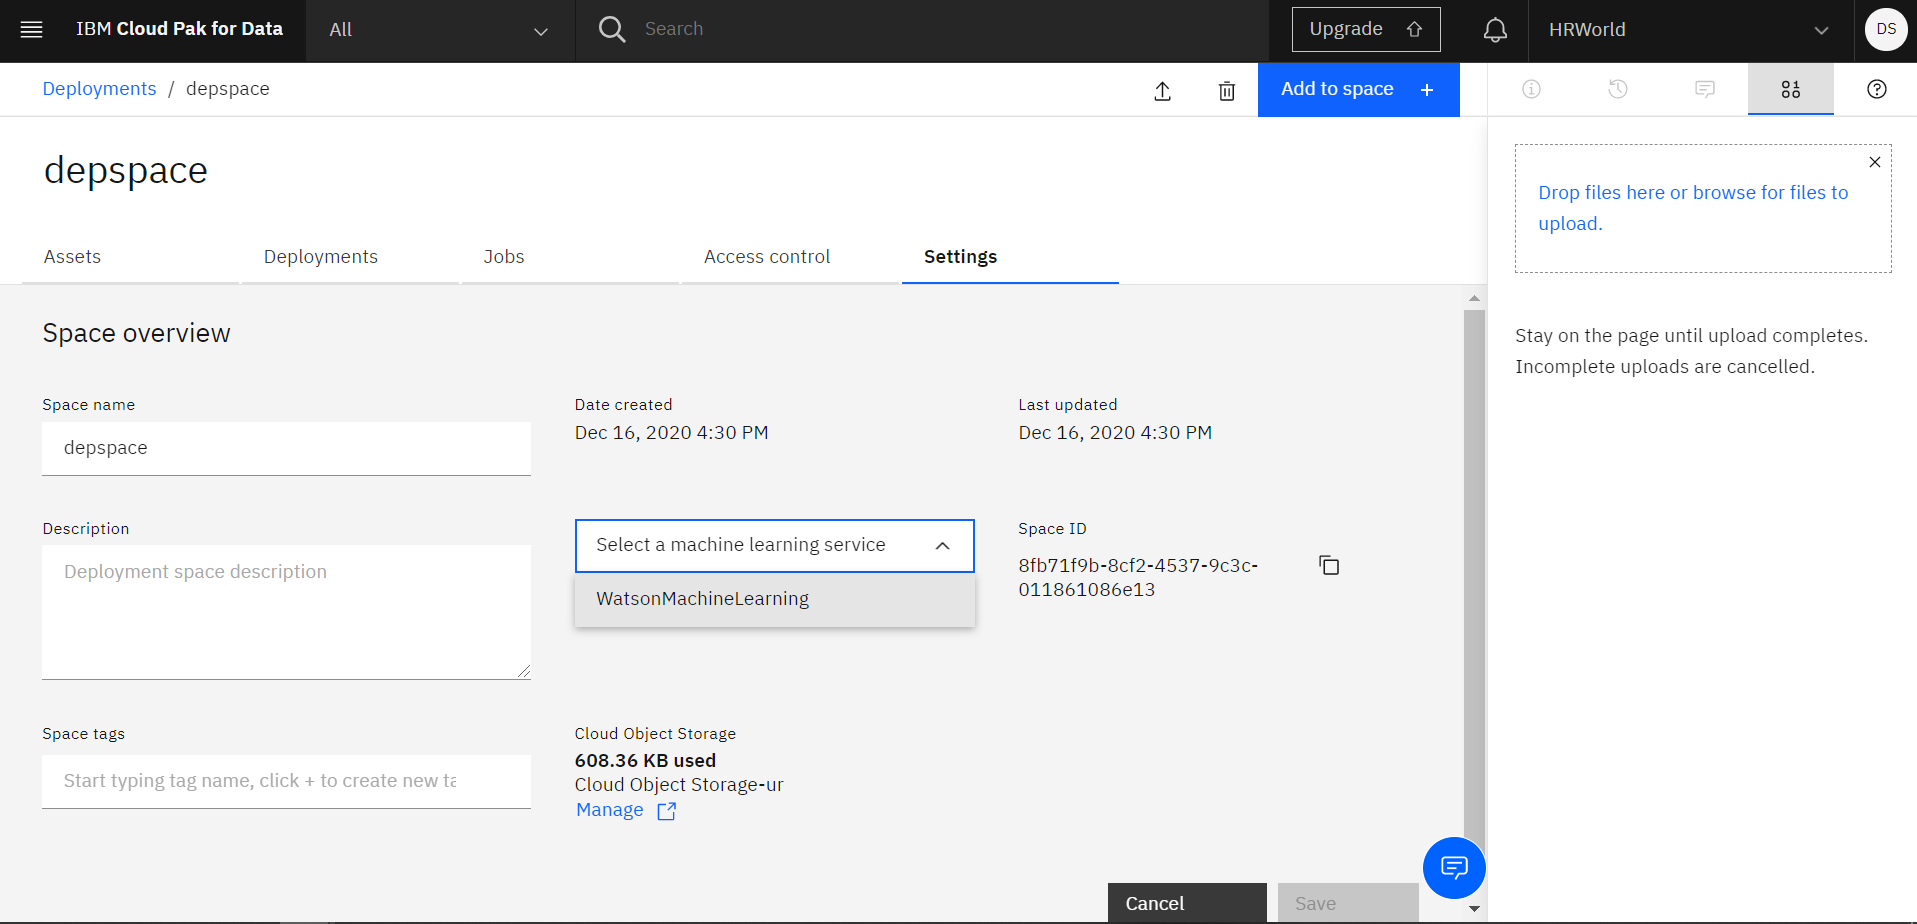 IBM Cloud Pak for Data
All
Search
Upgrade
HRWorld
DS
Deployments / depspace
Add to space +
depspace
Assets
Deployments
Jobs
Access control
Settings
Space overview
Space name
depspace
Date created
Dec 16, 2020 4:30 PM
Last updated
Dec 16, 2020 4:30 PM
Description
Deployment space description
Select a machine learning service
WatsonMachineLearning
Space ID
8fb71f9b-8cf2-4537-9c3c-
011861086e13
Space tags
Start typing tag name, click + to create new ta
Cloud Object Storage
608.36 KB used
Cloud Object Storage-ur
Manage
Cancel
Save
Drop files here or browse for files to
upload.
Stay on the page until upload completes.
Incomplete uploads are cancelled.